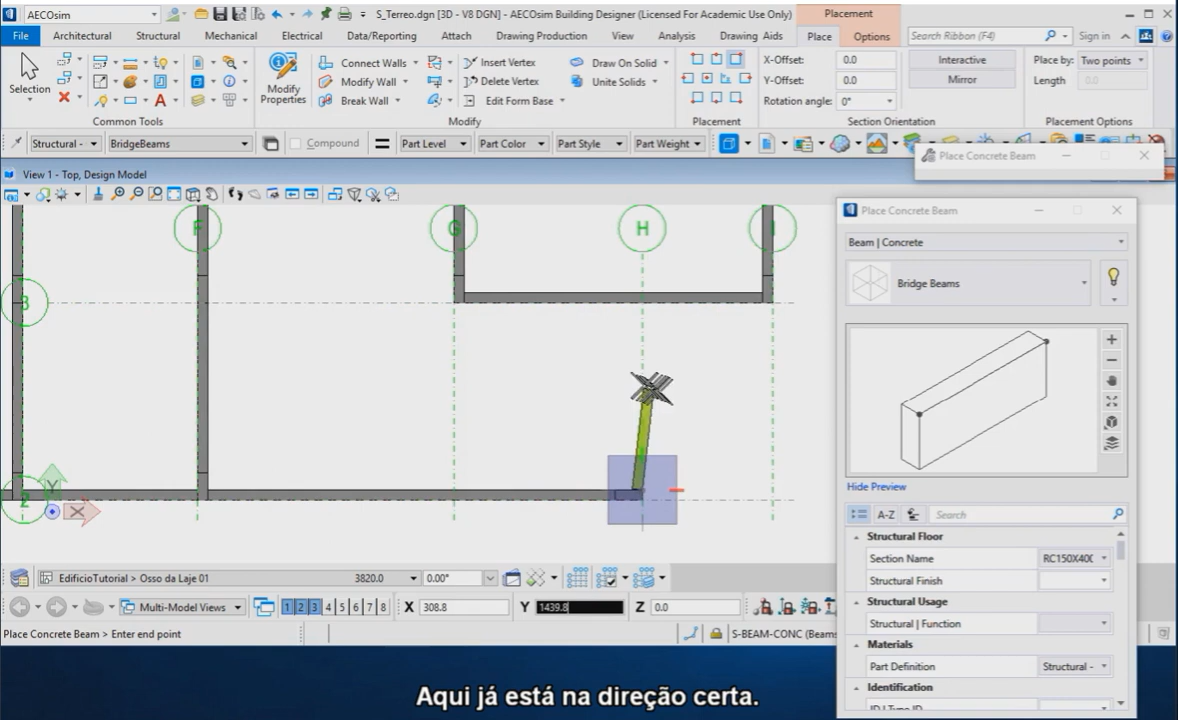 AECOsim
S_Terreo.dgn [3D - V8 DGN] - AECOsim Building Designer (Licensed For Academic Use Only)
Placement
File Architectural Structural Mechanical Electrical Data/Reporting Attach Drawing Production View Analysis Drawing Aids Place Options
Search Ribbon (F4)
Sign in
Selection
Common Tools
Modify Properties
Connect Walls
Modify Wall
Break Wall
Insert Vertex
Delete Vertex
Edit Form Base
Draw On Solid
Unite Solids
Modify
Placement
X-Offset: 0.0
Y-Offset: 0.0
Rotation angle: 0°
Interactive
Mirror
Section Orientation
Place by: Two points
Length 0.0
Placement Options
Structural - BridgeBeams Compound Part Level Part Color Part Style Part Weight
Place Concrete Beam
View 1 - Top, Design Model
F G H I
3
2
Y
X
Place Concrete Beam
Beam | Concrete
Bridge Beams
Hide Preview
A-Z Search
Structural Floor
Section Name RC150X40(
Structural Finish
Structural Usage
Structural | Function
Materials
Part Definition Structural -
Identification
EdificioTutorial > Osso da Laje 01 3820.0 0.00°
Multi-Model Views 1 2 3 4 5 6 7 8 X 308.8 Y 1439.8 Z 0.0
Place Concrete Beam > Enter end point
S-BEAM-CONC (Beams
Aqui já está na direção certa.